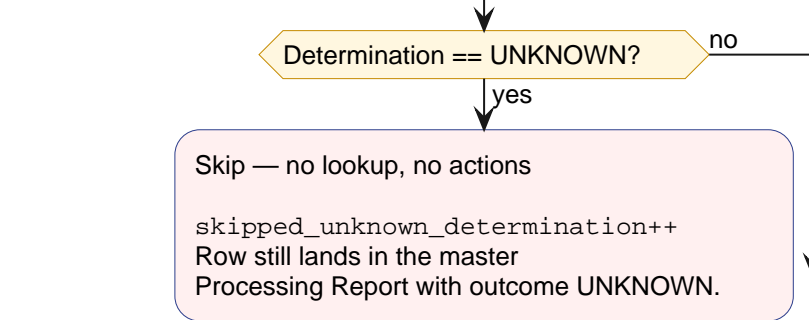 Determination == UNKNOWN?
no
yes
Skip — no lookup, no actions
skipped_unknown_determination++
Row still lands in the master
Processing Report with outcome UNKNOWN.